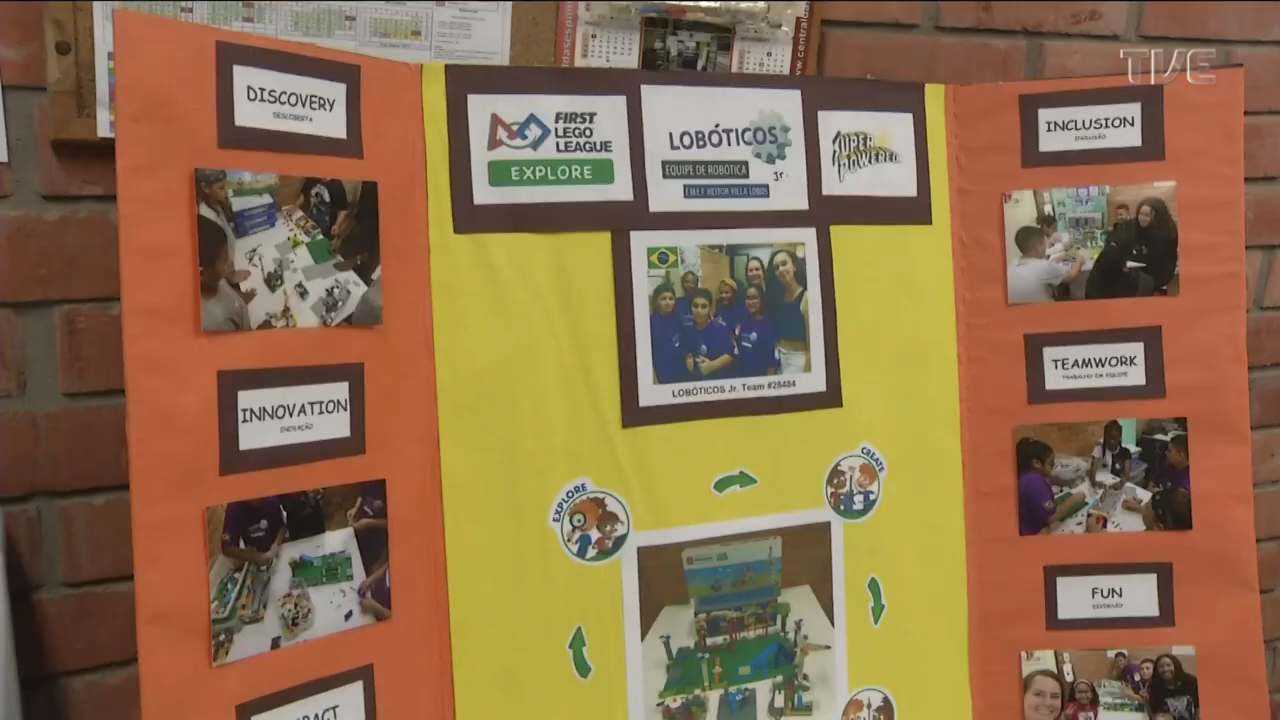 TVE
DISCOVERY
DESCOBERTA
INNOVATION
INOVAÇÃO
FIRST
LEGO
LEAGUE
EXPLORE
LOBÓTICOS
EQUIPE DE ROBÓTICA
Jr.
E.M.E.F. HEITOR VILLA LOBOS
SUPER
POWERED
LOBÓTICOS Jr. Team #28484
EXPLORE
CREATE
INCLUSION
INCLUSÃO
TEAMWORK
TRABALHO EM EQUIPE
FUN
DIVERSÃO